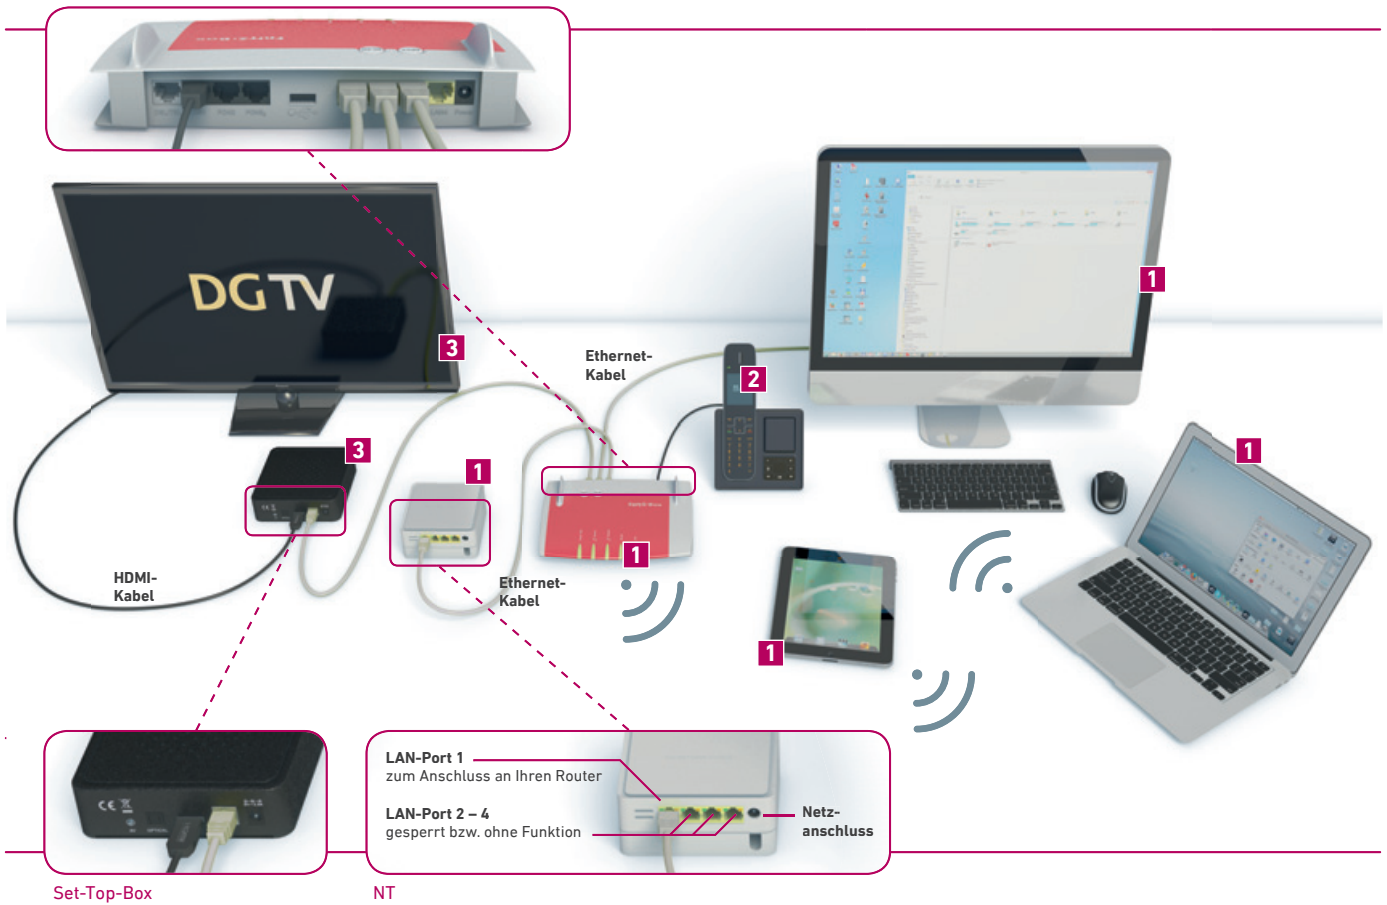 DGTV
3
Ethernet-
Kabel
2
1
3
1
1
1
HDMI-
Kabel
Ethernet-
Kabel
1
LAN-Port 1
zum Anschluss an Ihren Router
LAN-Port 2 – 4
gesperrt bzw. ohne Funktion
Netz-
anschluss
Set-Top-Box
NT